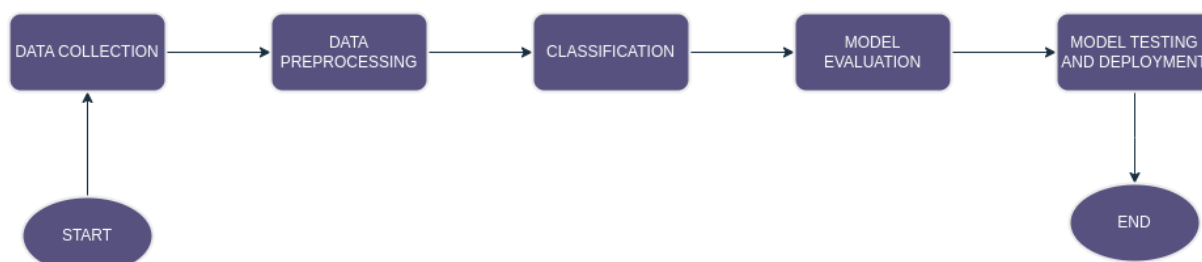 DATA COLLECTION
DATA
PREPROCESSING
CLASSIFICATION
MODEL
EVALUATION
MODEL TESTING
AND DEPLOYMENT
START
END